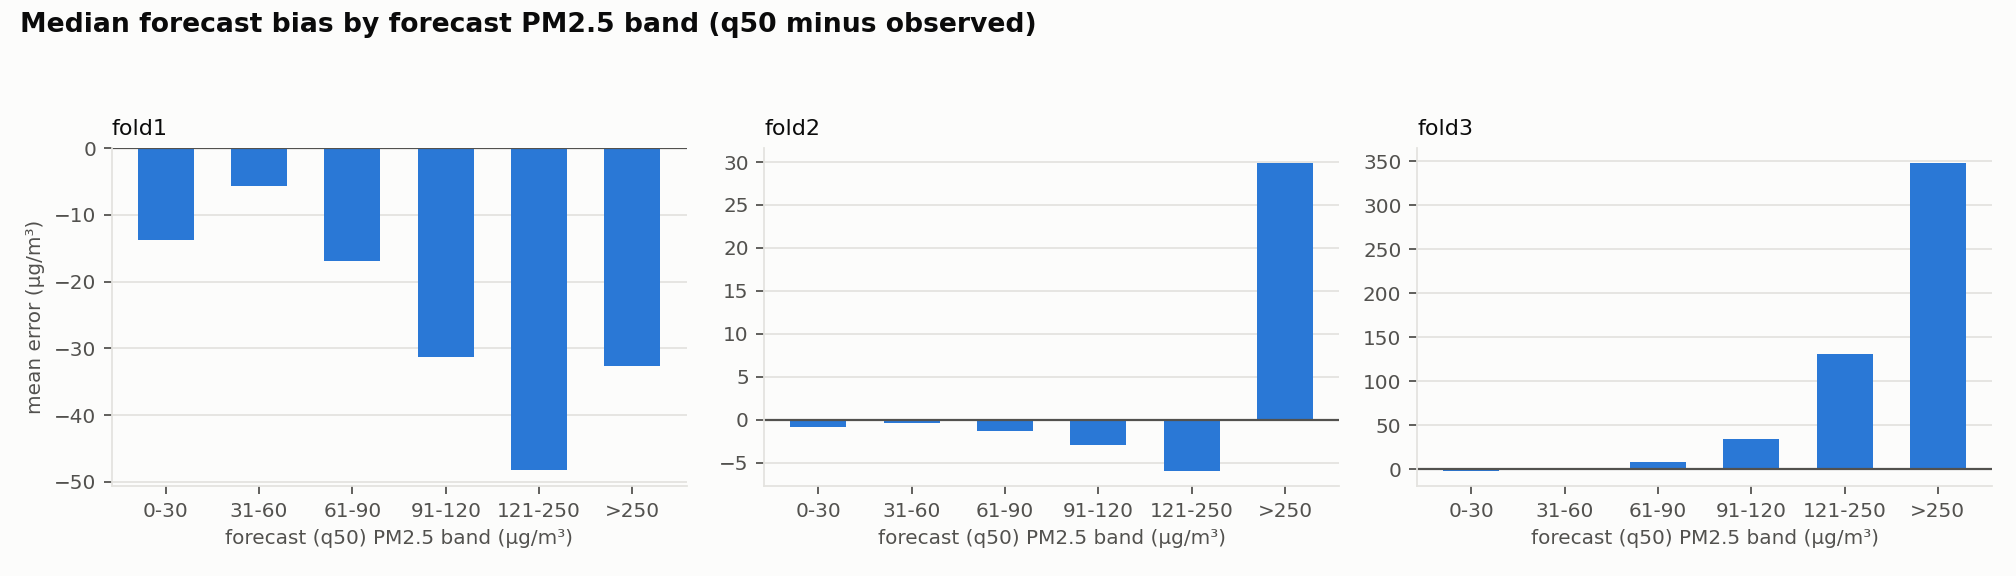 Median forecast bias by forecast PM2.5 band (q50 minus observed)
fold1
mean error (µg/m³)
0
−10
−20
−30
−40
−50
0-30 31-60 61-90 91-120 121-250 >250
forecast (q50) PM2.5 band (µg/m³)
fold2
30
25
20
15
10
5
0
−5
0-30 31-60 61-90 91-120 121-250 >250
forecast (q50) PM2.5 band (µg/m³)
fold3
350
300
250
200
150
100
50
0
0-30 31-60 61-90 91-120 121-250 >250
forecast (q50) PM2.5 band (µg/m³)